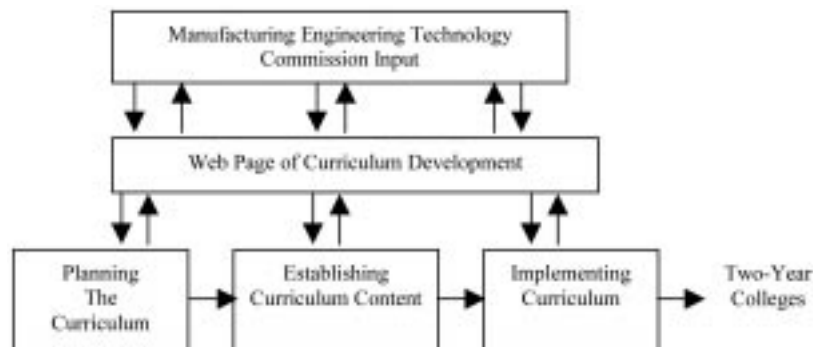 Manufacturing Engineering Technology
Commission Input
Web Page of Curriculum Development
Planning
The
Curriculum
Establishing
Curriculum Content
Implementing
Curriculum
Two-Year
Colleges